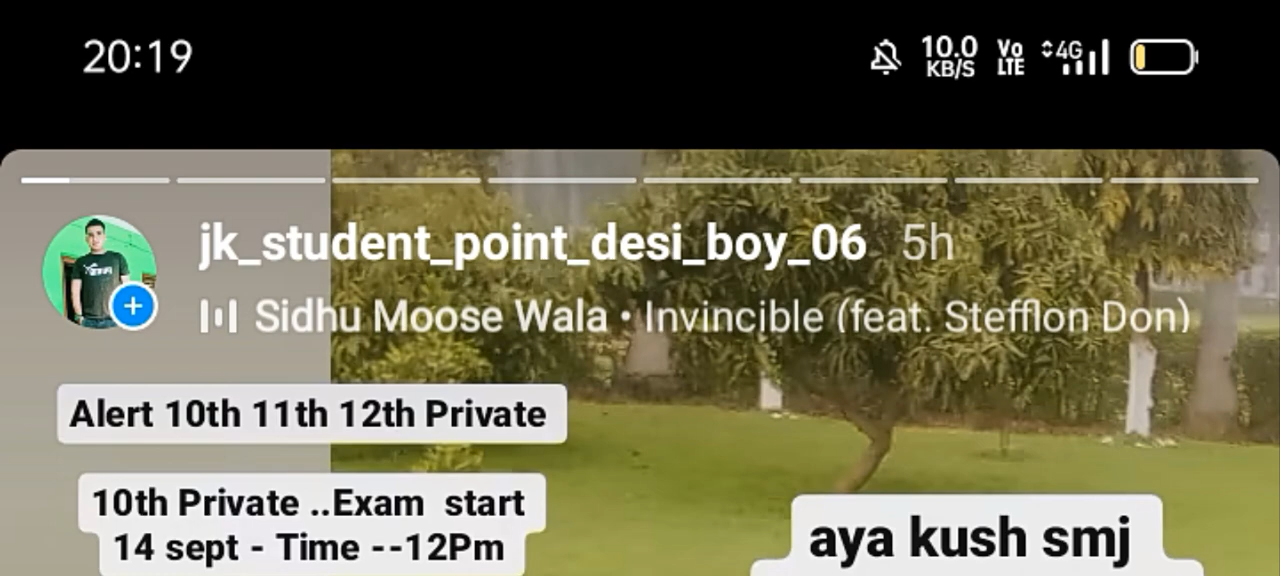 20:19
10.0 KB/S Vo LTE 4G
jk_student_point_desi_boy_06 5h
Sidhu Moose Wala • Invincible (feat. Stefflon Don)
Alert 10th 11th 12th Private
10th Private ..Exam start
14 sept - Time --12Pm
aya kush smj